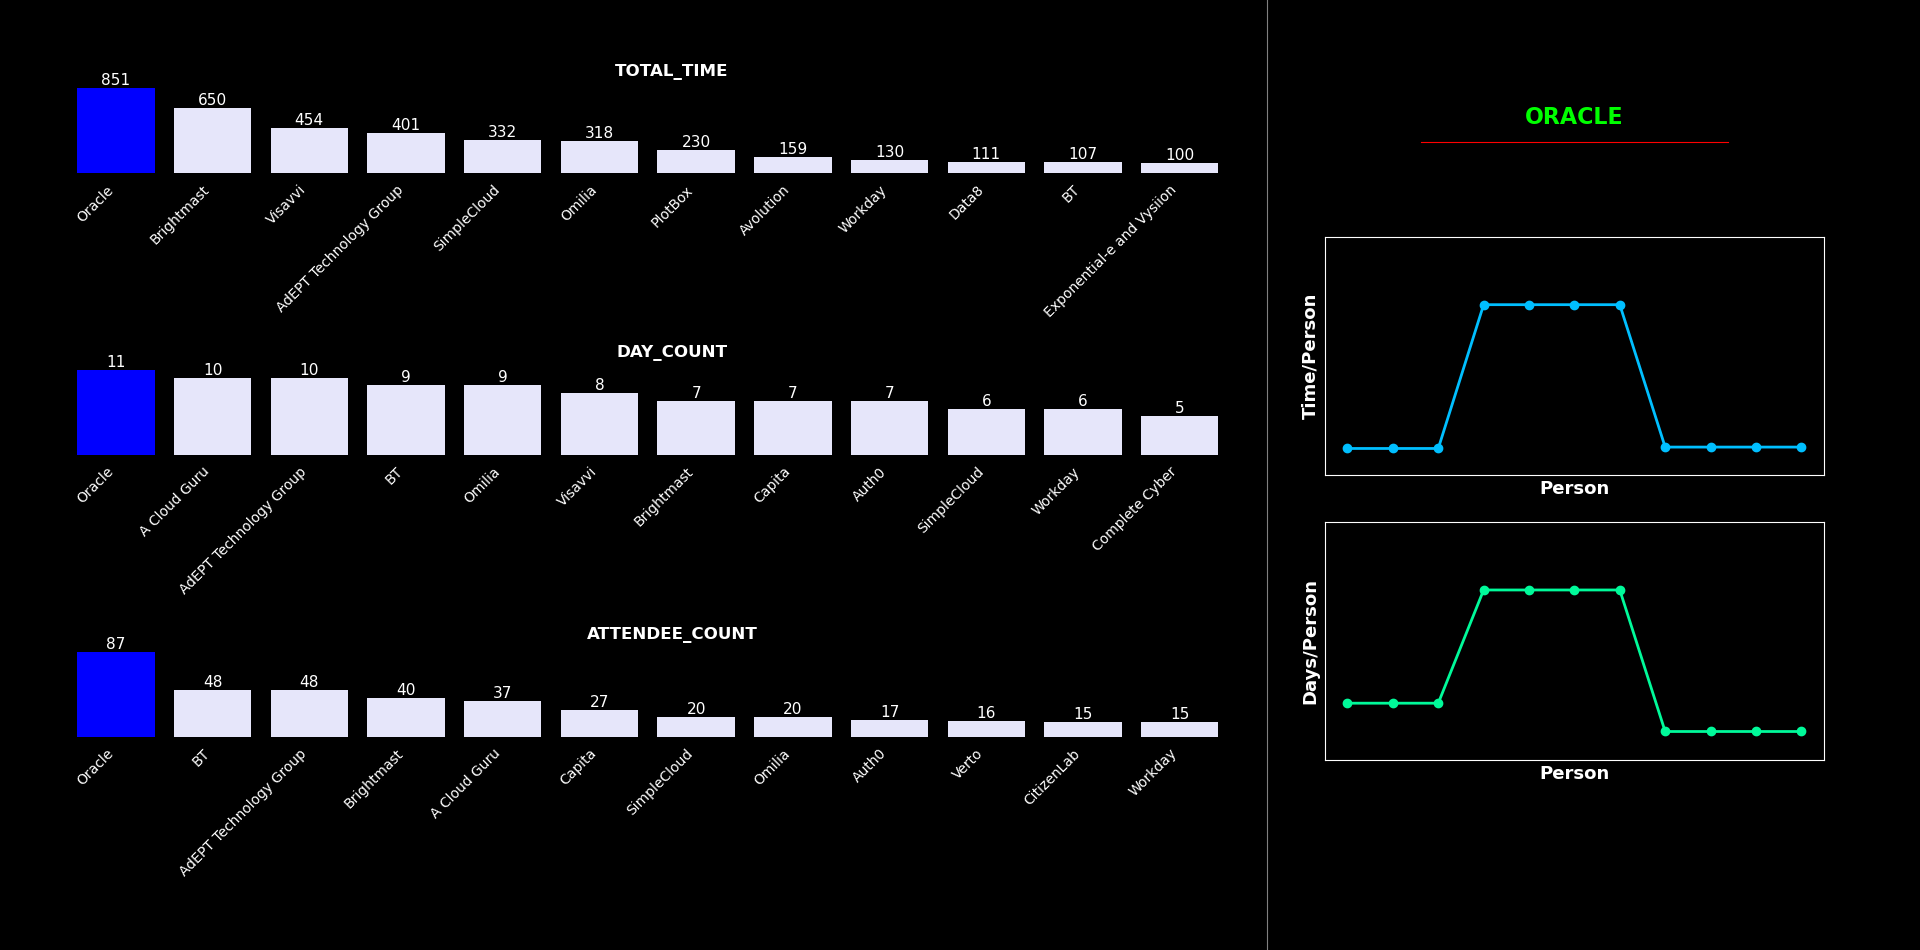 TOTAL_TIME
851 650 454 401 332 318 230 159 130 111 107 100
Oracle Brightmast Visavvi AdEPT Technology Group SimpleCloud Omilia PlotBox Avolution Workday Data8 BT Exponential-e and Vysiion
DAY_COUNT
11 10 10 9 9 8 7 7 7 6 6 5
Oracle A Cloud Guru AdEPT Technology Group BT Omilia Visavvi Brightmast Capita Auth0 SimpleCloud Workday Complete Cyber
ATTENDEE_COUNT
87 48 48 40 37 27 20 20 17 16 15 15
Oracle BT AdEPT Technology Group Brightmast A Cloud Guru Capita SimpleCloud Omilia Auth0 Verto CitizenLab Workday
ORACLE
Time/Person
Person
Days/Person
Person